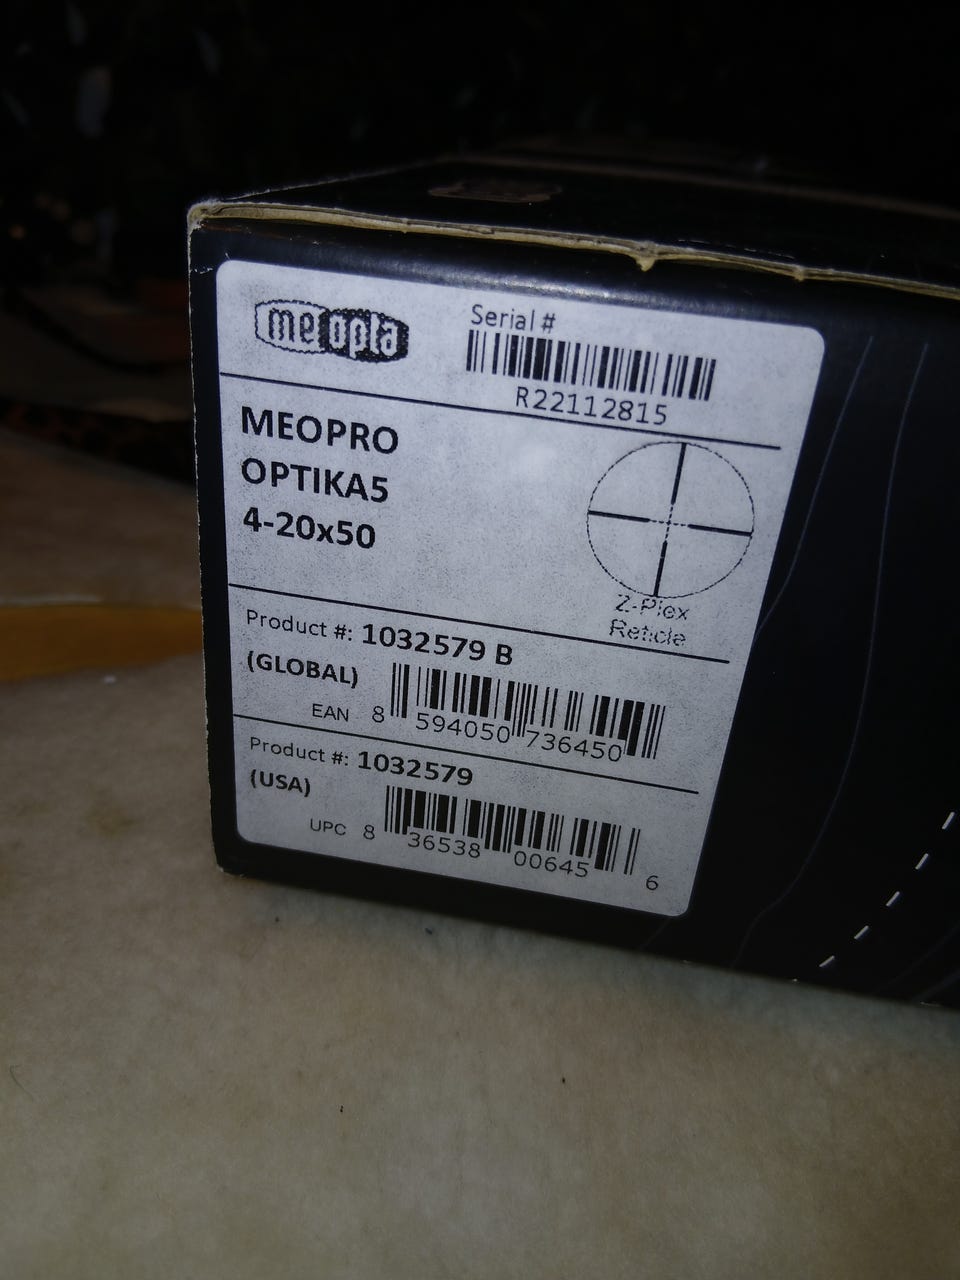 meopta
Serial #
R22112815
MEOPRO
OPTIKA5
4-20x50
Z-Plex
Reticle
Product #: 1032579 B
(GLOBAL)
EAN 8 594050 736450
Product #: 1032579
(USA)
UPC 8 36538 00645 6